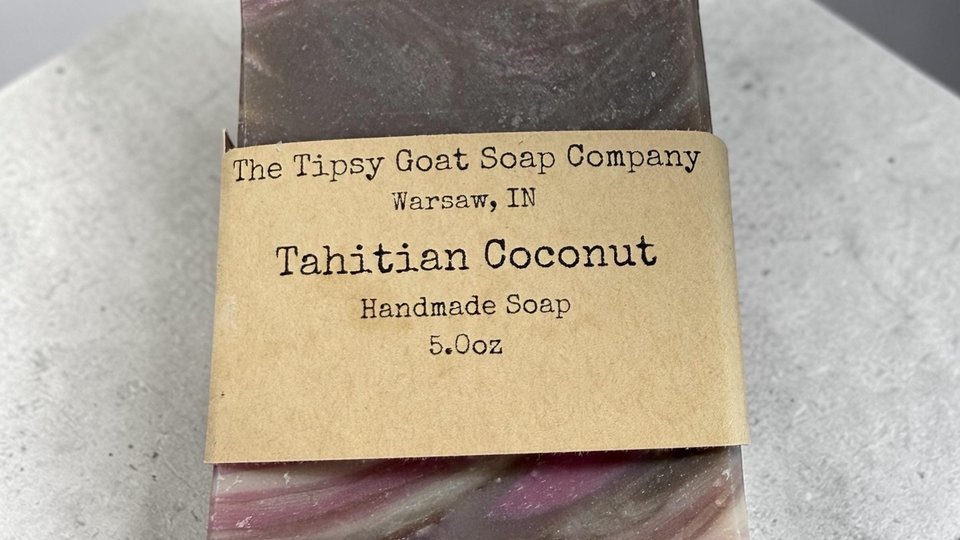 The Tipsy Goat Soap Company
Warsaw, IN
Tahitian Coconut
Handmade Soap
5.0oz